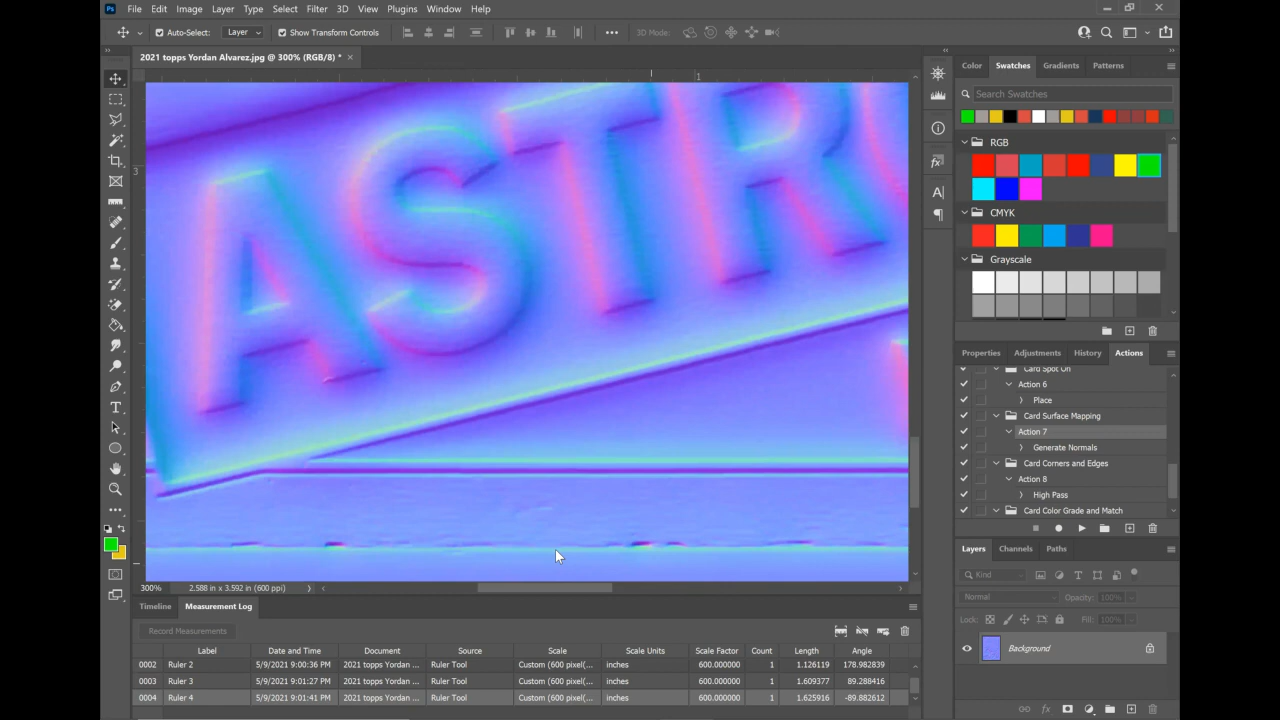 File Edit Image Layer Type Select Filter 3D View Plugins Window Help
Auto-Select: Layer Show Transform Controls 3D Mode:
2021 topps Yordan Alvarez.jpg @ 300% (RGB/8) *
1
3
ASTR
300% 2.588 in x 3.592 in (600 ppi)
Timeline Measurement Log
Record Measurements
Label Date and Time Document Source Scale Scale Units Scale Factor Count Length Angle
0002 Ruler 2 5/9/2021 9:00:36 PM 2021 topps Yordan ... Ruler Tool Custom (600 pixel(... inches 600.000000 1 1.126119 178.982839
0003 Ruler 3 5/9/2021 9:01:27 PM 2021 topps Yordan ... Ruler Tool Custom (600 pixel(... inches 600.000000 1 1.609377 89.288416
0004 Ruler 4 5/9/2021 9:01:41 PM 2021 topps Yordan ... Ruler Tool Custom (600 pixel(... inches 600.000000 1 1.625916 -89.882612
Color Swatches Gradients Patterns
Search Swatches
RGB
CMYK
Grayscale
Properties Adjustments History Actions
Card Spot On
Action 6
Place
Card Surface Mapping
Action 7
Generate Normals
Card Corners and Edges
Action 8
High Pass
Card Color Grade and Match
Layers Channels Paths
Kind
Normal Opacity: 100%
Lock: Fill: 100%
Background